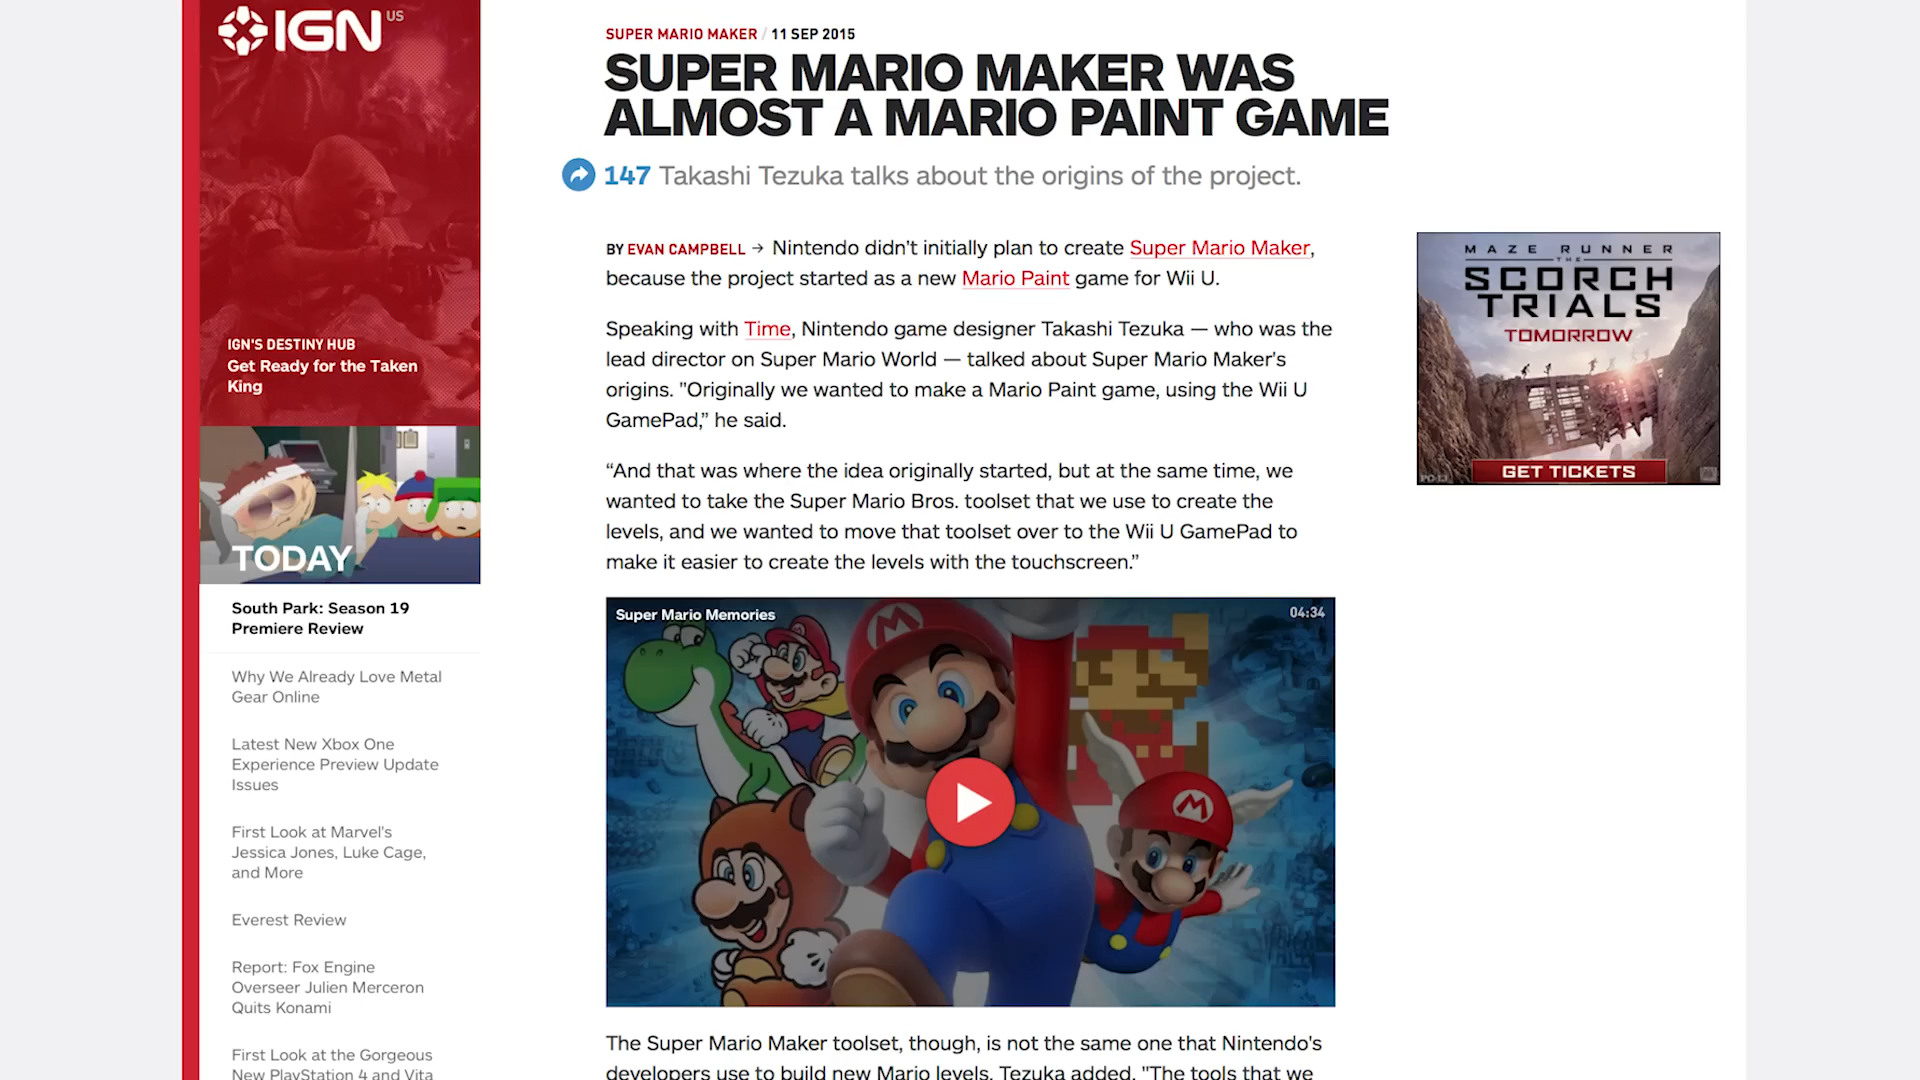 IGN US
IGN'S DESTINY HUB
Get Ready for the Taken
King
TODAY
South Park: Season 19
Premiere Review
Why We Already Love Metal
Gear Online
Latest New Xbox One
Experience Preview Update
Issues
First Look at Marvel's
Jessica Jones, Luke Cage,
and More
Everest Review
Report: Fox Engine
Overseer Julien Merceron
Quits Konami
First Look at the Gorgeous
New PlayStation 4 and Vita
SUPER MARIO MAKER / 11 SEP 2015
SUPER MARIO MAKER WAS
ALMOST A MARIO PAINT GAME
147 Takashi Tezuka talks about the origins of the project.
BY EVAN CAMPBELL → Nintendo didn't initially plan to create Super Mario Maker,
because the project started as a new Mario Paint game for Wii U.
Speaking with Time, Nintendo game designer Takashi Tezuka — who was the
lead director on Super Mario World — talked about Super Mario Maker's
origins. "Originally we wanted to make a Mario Paint game, using the Wii U
GamePad,” he said.
“And that was where the idea originally started, but at the same time, we
wanted to take the Super Mario Bros. toolset that we use to create the
levels, and we wanted to move that toolset over to the Wii U GamePad to
make it easier to create the levels with the touchscreen.”
Super Mario Memories 04:34
The Super Mario Maker toolset, though, is not the same one that Nintendo's
developers use to build new Mario levels, Tezuka added. "The tools that we
MAZE RUNNER
THE
SCORCH
TRIALS
TOMORROW
PG-13 GET TICKETS